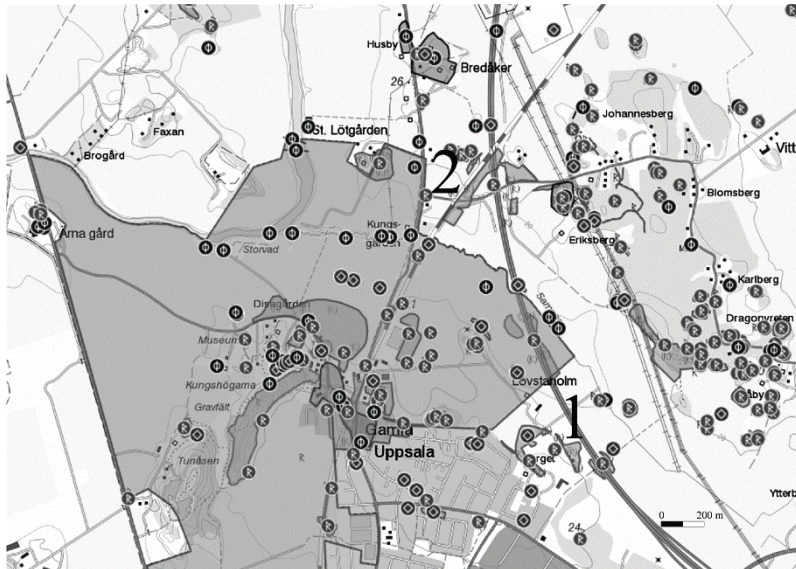 Husby
Bredåker
26
Johannesberg
St. Lötgården
Faxan
Brogård
2
Vitt
Blomsberg
Ärna gård
Kungs-
gården
Storvad
Eriksberg
Karlberg
Disagården
Dragonvreten
Museum
Kungshögarna
Lövstaholm
Gravfält
1
Gamla
Uppsala
Tunåsen
Ytterb
0
200 m
24